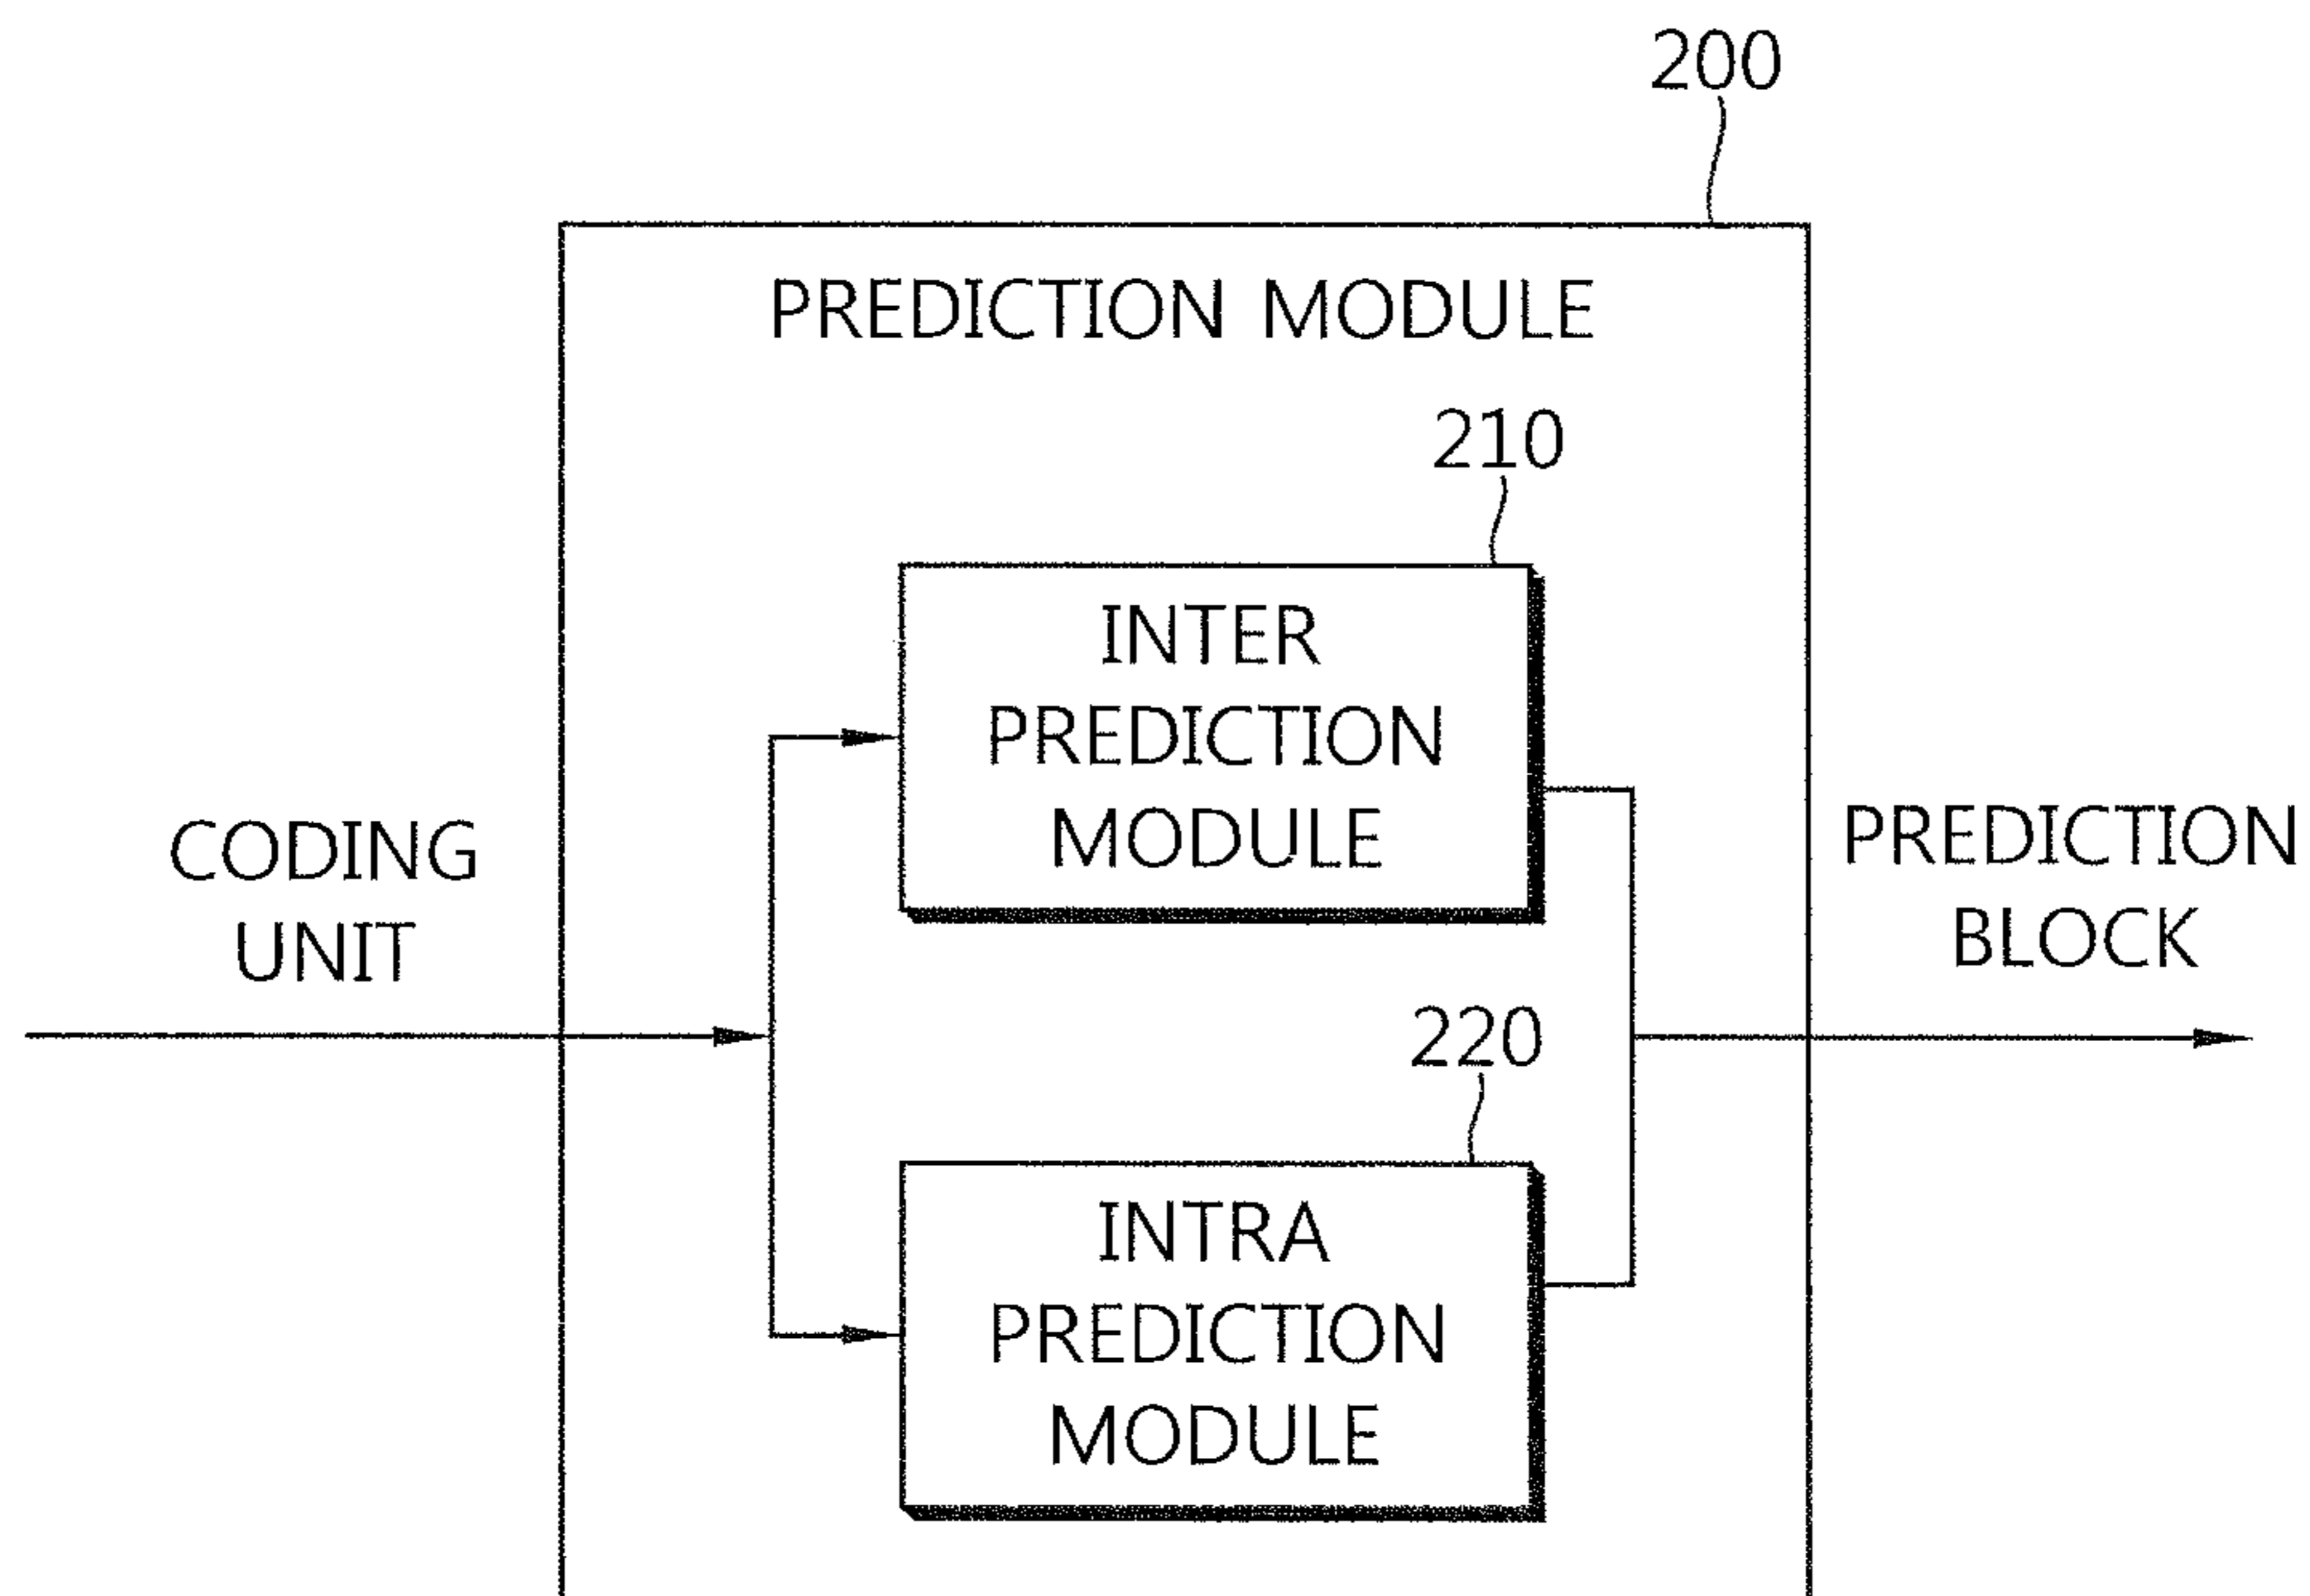 200
PREDICTION MODULE
210
INTER
PREDICTION
MODULE
CODING
UNIT
PREDICTION
BLOCK
220
INTRA
PREDICTION
MODULE